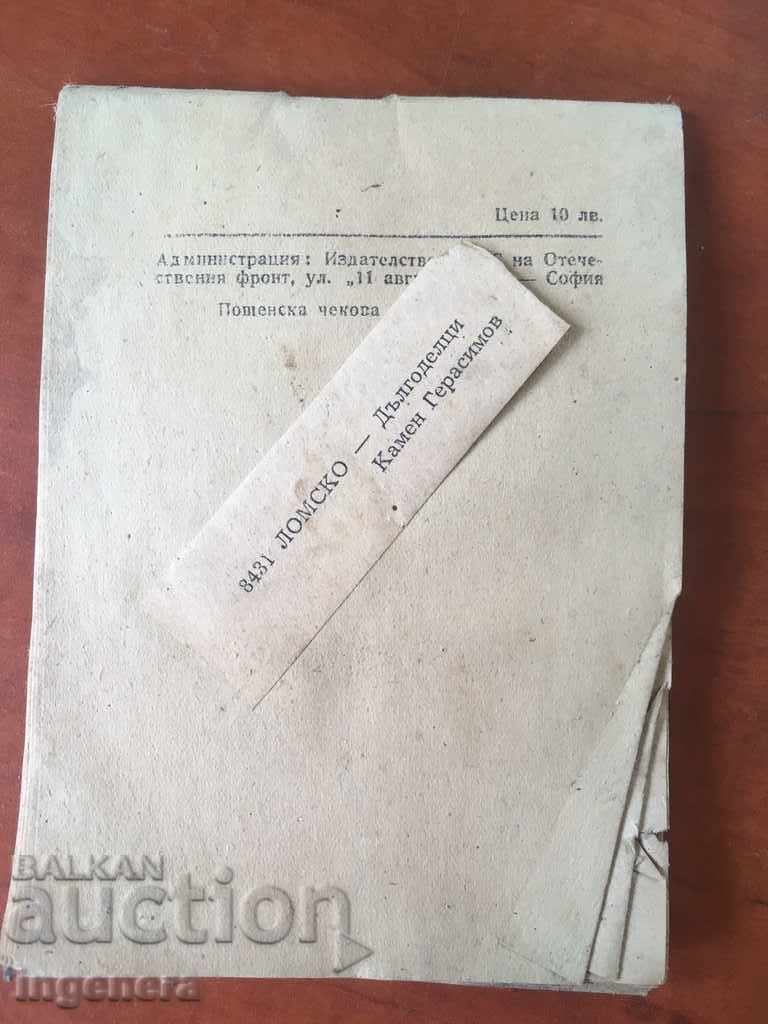 Цена 10 лв.
Администрация: Издателство на Отече-
ствения фронт, ул. „11 авг — София
Пощенска чекова
8431 ЛОМСКО — Дългоделци
Камен Герасимов
BALKAN
auction
ingenera